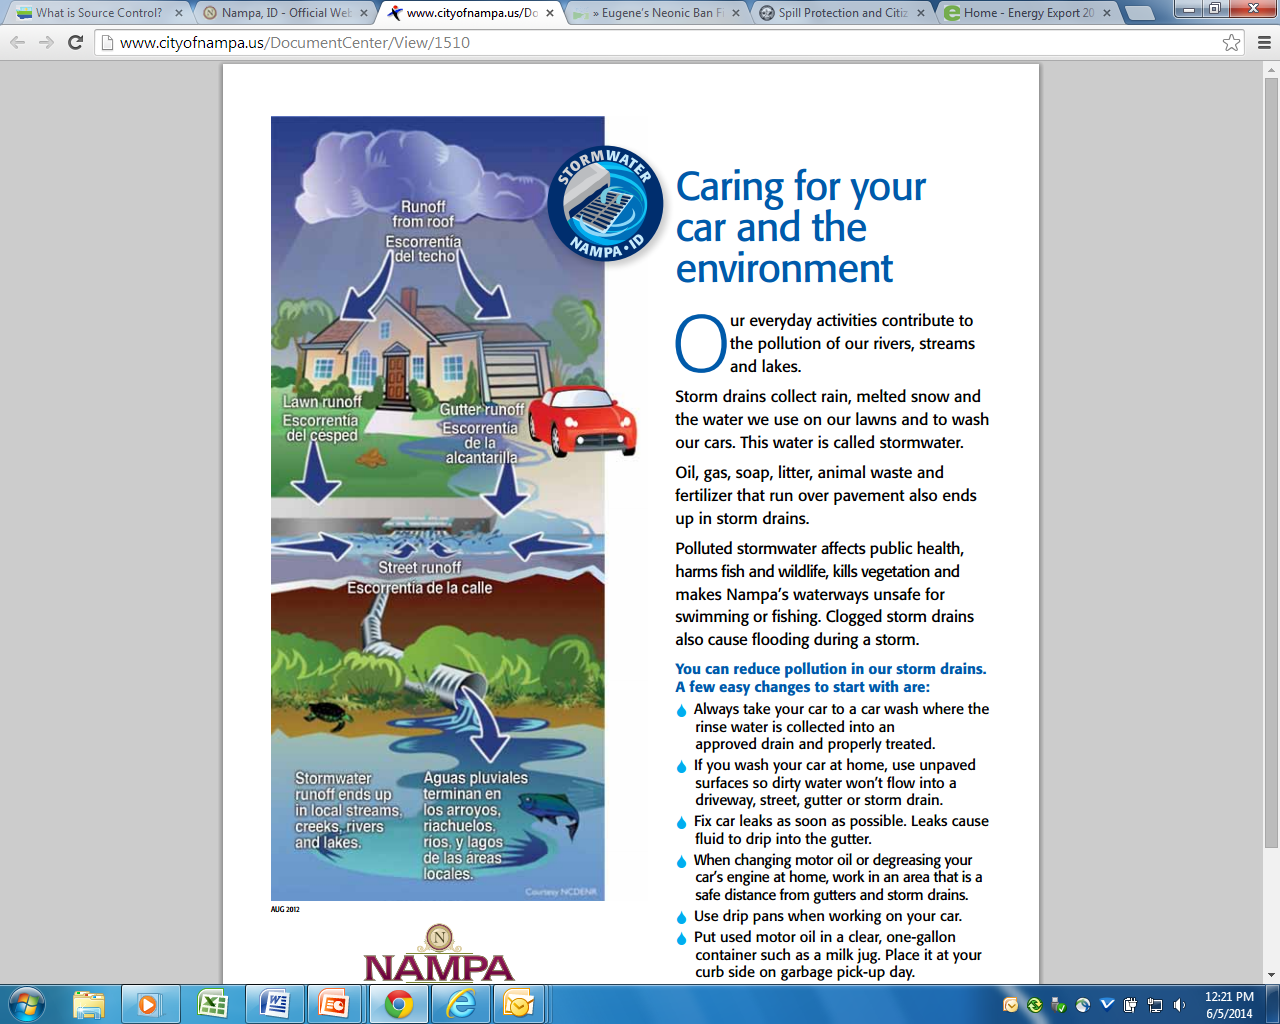 What is Source Control?
Nampa, ID - Official Web
www.cityofnampa.us/Do
» Eugene's Neonic Ban Fi
Spill Protection and Citiz
Home - Energy Export 20
www.cityofnampa.us/DocumentCenter/View/1510
Runoff
from roof
Escorrentía
del techo
Lawn runoff
Escorrentía
del cesped
Gutter runoff
Escorrentía
de la
alcantarilla
Street runoff
Escorrentía de la calle
Stormwater
runoff ends up
in local streams,
creeks, rivers
and lakes.
Aguas pluviales
terminan en
los arroyos,
riachuelos,
ríos, y lagos
de las áreas
locales.
Courtesy NCDENR
AUG 2012
N
NAMPA
STORMWATER
NAMPA • ID
Caring for your
car and the
environment
Our everyday activities contribute to
the pollution of our rivers, streams
and lakes.
Storm drains collect rain, melted snow and
the water we use on our lawns and to wash
our cars. This water is called stormwater.
Oil, gas, soap, litter, animal waste and
fertilizer that run over pavement also ends
up in storm drains.
Polluted stormwater affects public health,
harms fish and wildlife, kills vegetation and
makes Nampa's waterways unsafe for
swimming or fishing. Clogged storm drains
also cause flooding during a storm.
You can reduce pollution in our storm drains.
A few easy changes to start with are:
Always take your car to a car wash where the
rinse water is collected into an
approved drain and properly treated.
If you wash your car at home, use unpaved
surfaces so dirty water won't flow into a
driveway, street, gutter or storm drain.
Fix car leaks as soon as possible. Leaks cause
fluid to drip into the gutter.
When changing motor oil or degreasing your
car's engine at home, work in an area that is a
safe distance from gutters and storm drains.
Use drip pans when working on your car.
Put used motor oil in a clear, one-gallon
container such as a milk jug. Place it at your
curb side on garbage pick-up day.
12:21 PM
6/5/2014